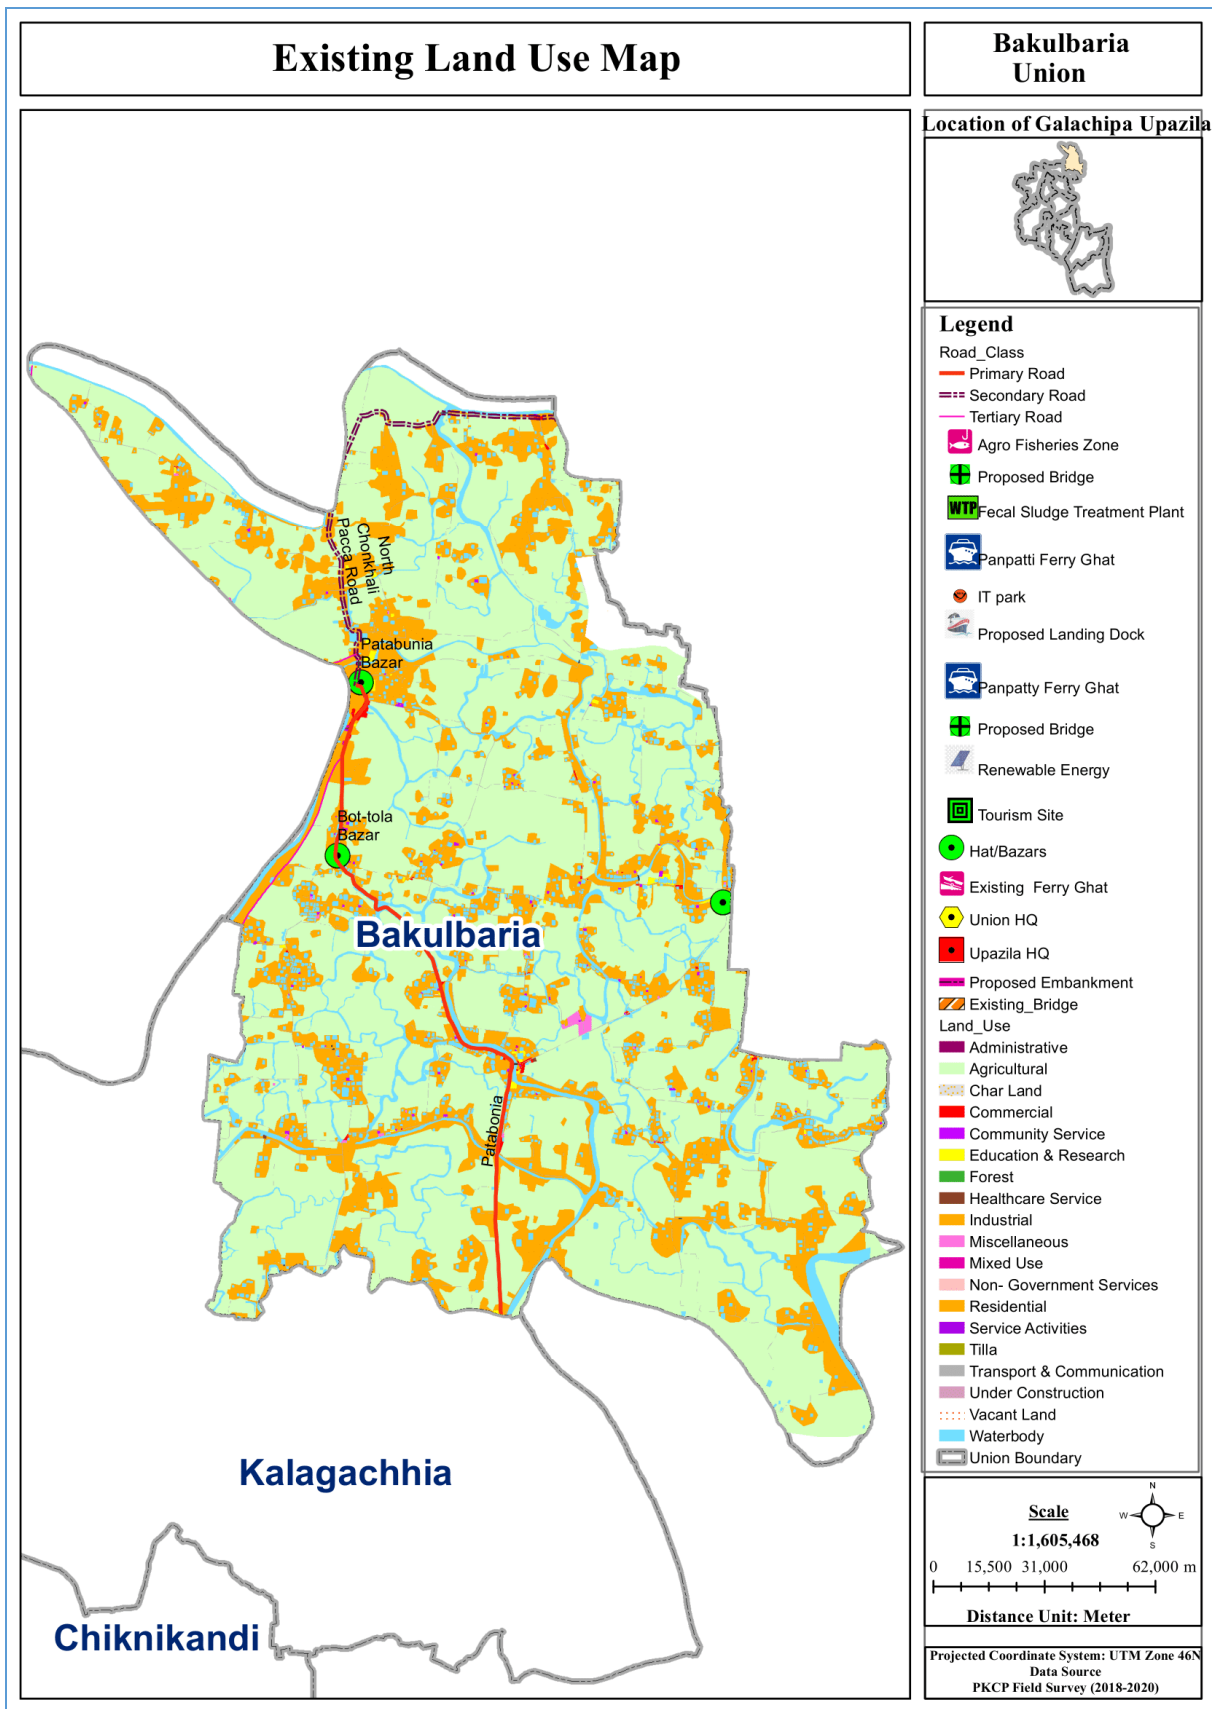 Existing Land Use Map
Bakulbaria
Union
Location of Galachipa Upazila
North
Chonkhali
Pacca Road
Patabunia
Bazar
Bot-tola
Bazar
Bakulbaria
Patabonia
Kalagachhia
Chiknikandi
Legend
Road_Class
Primary Road
Secondary Road
Tertiary Road
Agro Fisheries Zone
Proposed Bridge
WTP
Fecal Sludge Treatment Plant
Panpatti Ferry Ghat
IT park
Proposed Landing Dock
Panpatty Ferry Ghat
Proposed Bridge
Renewable Energy
Tourism Site
Hat/Bazars
Existing  Ferry Ghat
Union HQ
Upazila HQ
Proposed Embankment
Existing_Bridge
Land_Use
Administrative
Agricultural
Char Land
Commercial
Community Service
Education & Research
Forest
Healthcare Service
Industrial
Miscellaneous
Mixed Use
Non- Government Services
Residential
Service Activities
Tilla
Transport & Communication
Under Construction
Vacant Land
Waterbody
Union Boundary
N
W E
S
Scale
1:1,605,468
0 15,500 31,000 62,000 m
Distance Unit: Meter
Projected Coordinate System: UTM Zone 46N
Data Source
PKCP Field Survey (2018-2020)